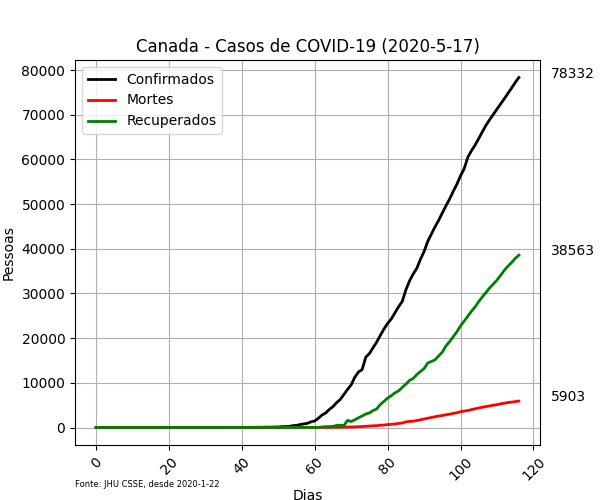 Canada - Casos de COVID-19 (2020-5-17)
Confirmados
Mortes
Recuperados
80000
70000
60000
50000
40000
30000
20000
10000
0
Pessoas
78332
38563
5903
0
20
40
60
80
100
120
Fonte: JHU CSSE, desde 2020-1-22
Dias